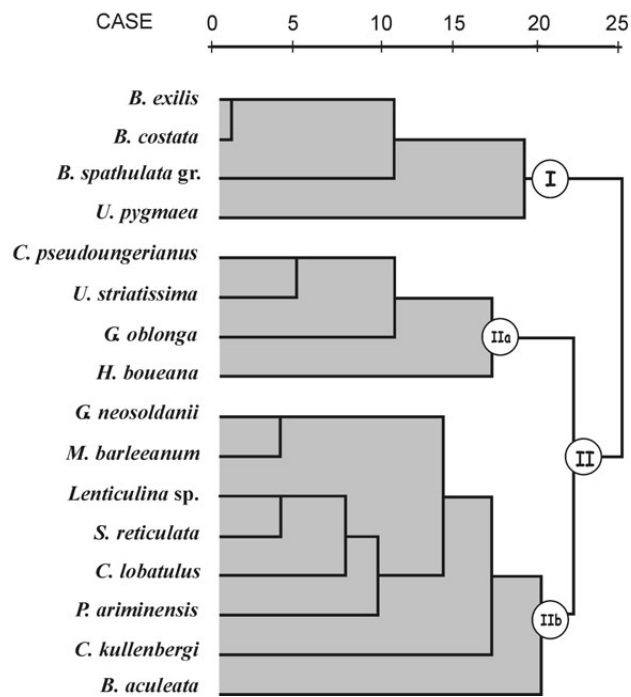 CASE 0 5 10 15 20 25
B. exilis
B. costata
B. spathulata gr.
I
U. pygmaea
C. pseudoungerianus
U. striatissima
G. oblonga
IIa
H. boueana
G. neosoldanii
M. barleeanum
II
Lenticulina sp.
S. reticulata
C. lobatulus
P. ariminensis
IIb
C. kullenbergi
B. aculeata